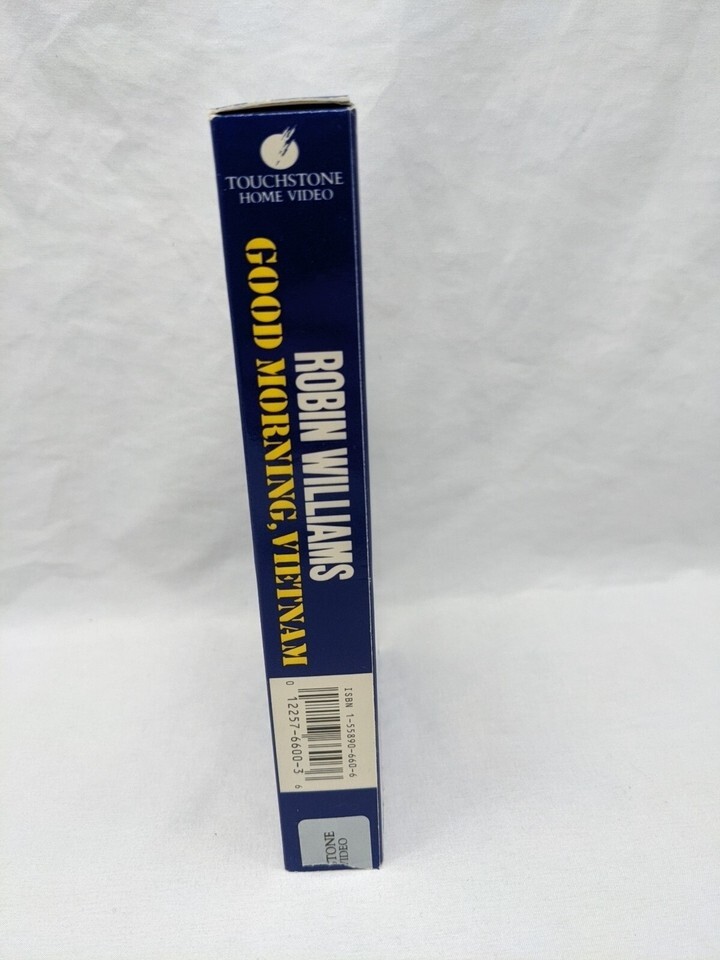 TOUCHSTONE
HOME VIDEO
ROBIN WILLIAMS
GOOD MORNING, VIETNAM
ISBN 1-55890-660-6
0 12257-6600-3 6
TONE
VIDEO